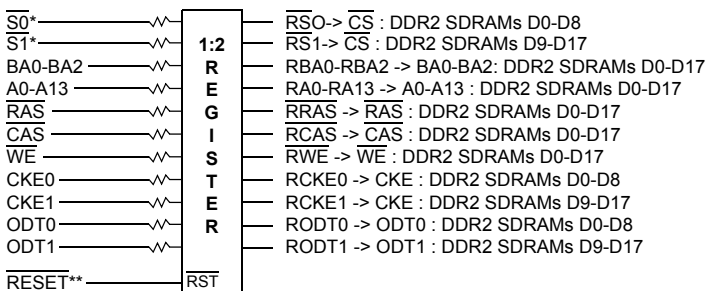 S0* RSO-> CS : DDR2 SDRAMs D0-D8
S1* 1:2 RS1-> CS : DDR2 SDRAMs D9-D17
BA0-BA2 R RBA0-RBA2 -> BA0-BA2: DDR2 SDRAMs D0-D17
A0-A13 E RA0-RA13 -> A0-A13 : DDR2 SDRAMs D0-D17
RAS G RRAS -> RAS : DDR2 SDRAMs D0-D17
CAS I RCAS -> CAS : DDR2 SDRAMs D0-D17
WE S RWE -> WE : DDR2 SDRAMs D0-D17
CKE0 T RCKE0 -> CKE : DDR2 SDRAMs D0-D8
CKE1 E RCKE1 -> CKE : DDR2 SDRAMs D9-D17
ODT0 R RODT0 -> ODT0 : DDR2 SDRAMs D0-D8
ODT1 RODT1 -> ODT1 : DDR2 SDRAMs D9-D17
RESET** RST